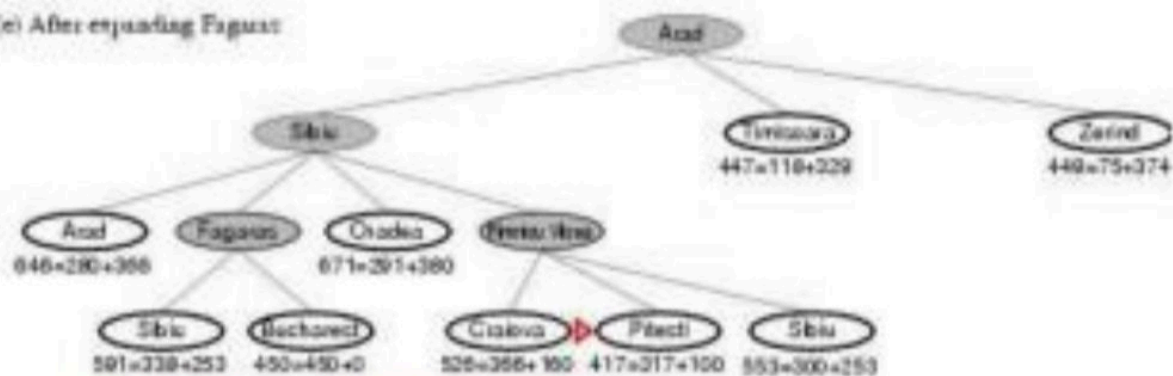 (e) After expanding Fagaras
Arad
Sibiu
Timisoara
Zerind
447=118+329
449=75+374
Arad
Fagaras
Oradea
Rimnicu Vilcea
646=280+366
671=291+380
Sibiu
Bucharest
Craiova
Pitesti
Sibiu
591=338+253
450=450+0
526=366+160
417=317+100
553=300+253